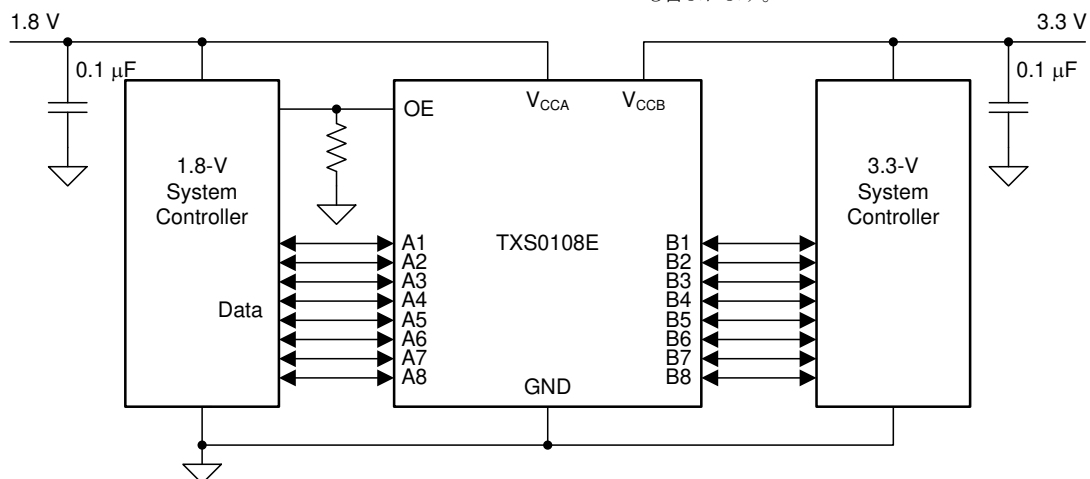 1.8 V
3.3 V
0.1 μF
0.1 μF
OE
VCCA
VCCB
1.8-V
System
Controller
3.3-V
System
Controller
TXS0108E
Data
A1
A2
A3
A4
A5
A6
A7
A8
B1
B2
B3
B4
B5
B6
B7
B8
GND